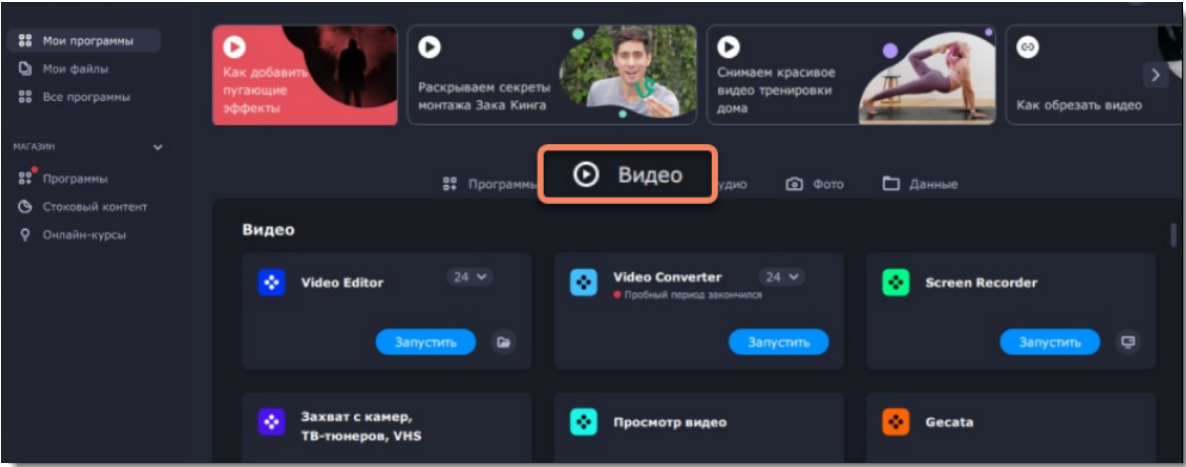 Мои программы
Мои файлы
Все программы
МАГАЗИН
Программы
Стоковый контент
Онлайн-курсы
Как добавить
пугающие
эффекты
Раскрываем секреты
монтажа Зака Кинга
Снимаем красивое
видео тренировки
дома
Как обрезать видео
Программы
Видео
удио
Фото
Данные
Видео
Video Editor
24
Запустить
Video Converter
24
Пробный период закончился
Запустить
Screen Recorder
Запустить
Захват с камер,
ТВ-тюнеров, VHS
Просмотр видео
Gecata